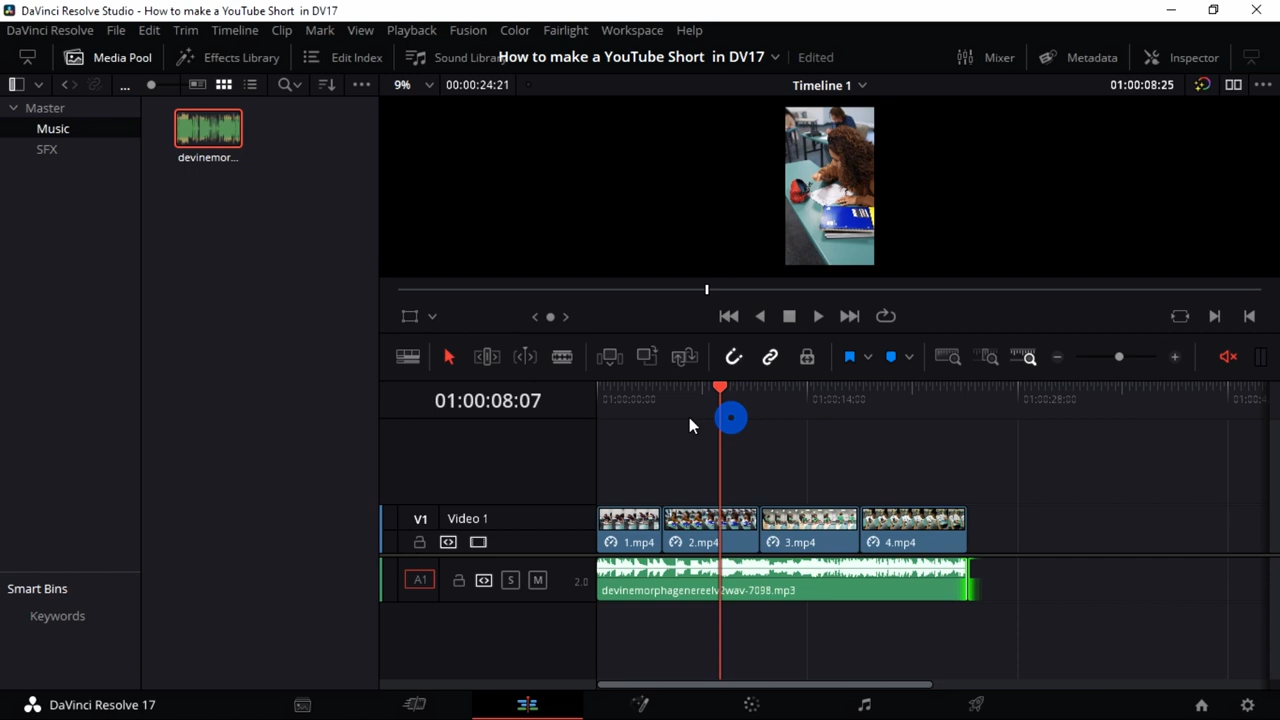 DaVinci Resolve Studio - How to make a YouTube Short in DV17
DaVinci Resolve File Edit Trim Timeline Clip Mark View Playback Color Fusion Fairlight Workspace Help
Media Pool Effects Library Edit Index Sound Library How to make a YouTube Short in DV17 Edited Mixer Metadata Inspector
... 9% 00:00:24:21 Timeline 1 01:00:08:25
Master
Music
SFX
devinemor...
01:00:08:07
01:00:00:00 01:00:14:00 01:00:28:00
V1 Video 1
1.mp4 2.mp4 3.mp4 4.mp4
A1 S M 2.0
devinemorphagenereelv2wav-7098.mp3
Smart Bins
Keywords
DaVinci Resolve 17